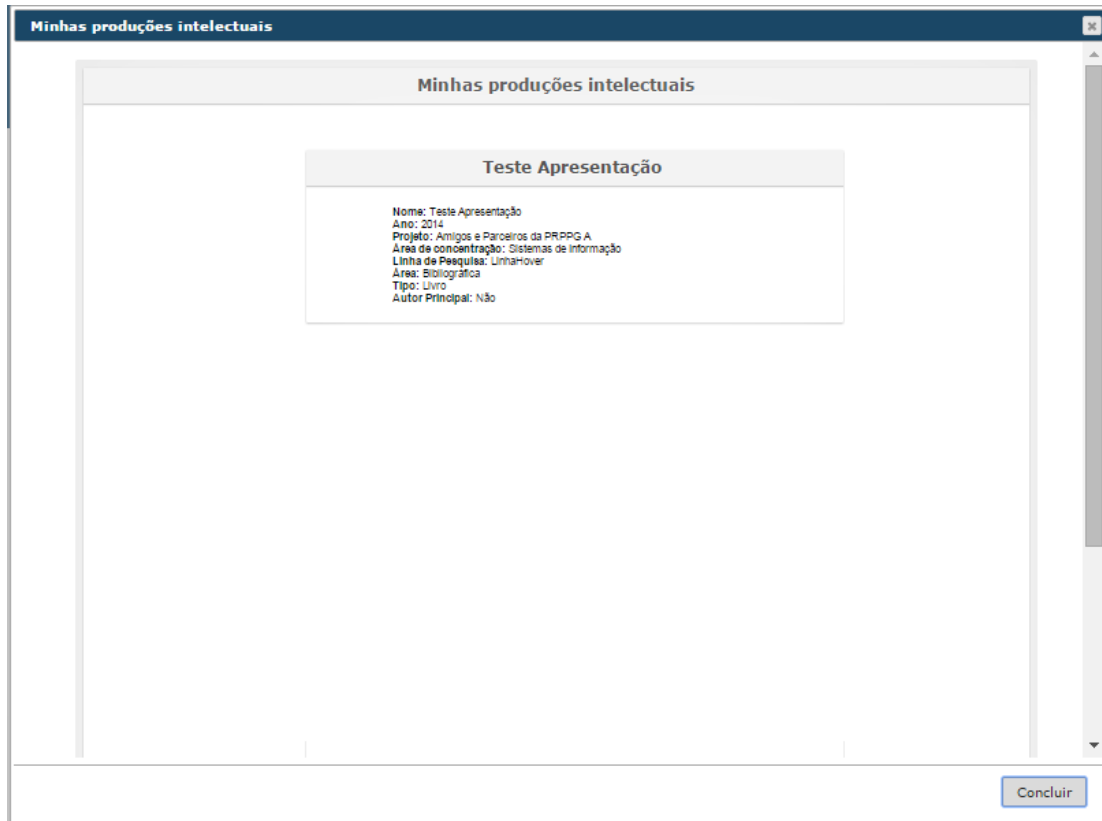 Minhas produções intelectuais
Minhas produções intelectuais
Teste Apresentação
Nome: Teste Apresentação
Ano: 2014
Projeto: Amigos e Parceiros da PRPPG A
Área de concentração: Sistemas de Informação
Linha de Pesquisa: LinhaHover
Área: Bibliográfica
Tipo: Livro
Autor Principal: Não
Concluir